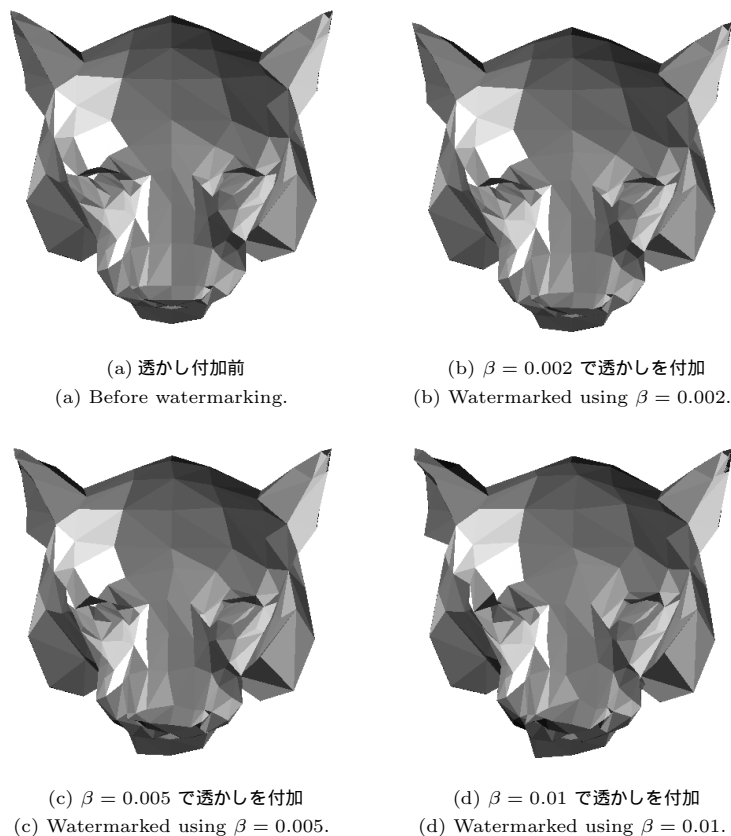 (a) 透かし付加前
(a) Before watermarking.
(b) β = 0.002 で透かしを付加
(b) Watermarked using β = 0.002.
(c) β = 0.005 で透かしを付加
(c) Watermarked using β = 0.005.
(d) β = 0.01 で透かしを付加
(d) Watermarked using β = 0.01.